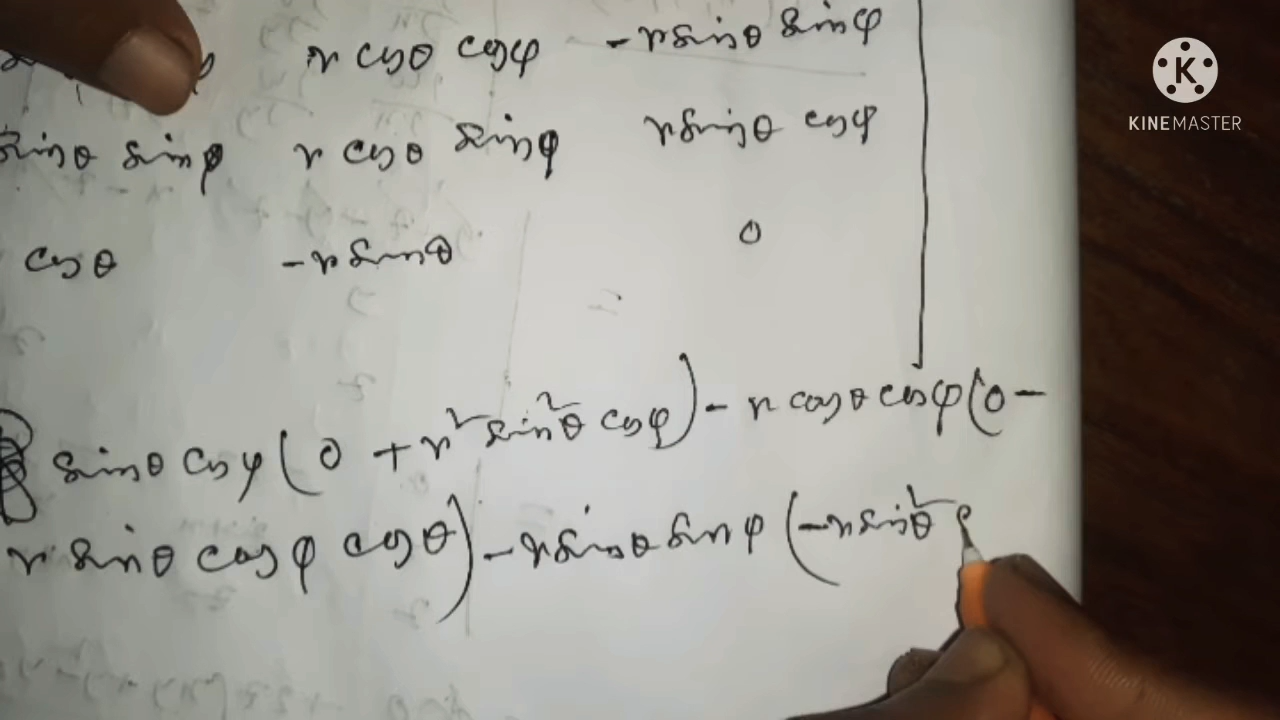 r cosθ cosφ -r sinθ sinφ
sinθ sinφ r cosθ sinφ r sinθ cosφ
cosθ -r sinθ 0
sinθ cosφ (0 + r² sin²θ cosφ) - r cosθ cosφ (0 -
r sinθ cosφ cosθ) - r sinθ sinφ (-r sin²θ
K
KINEMASTER